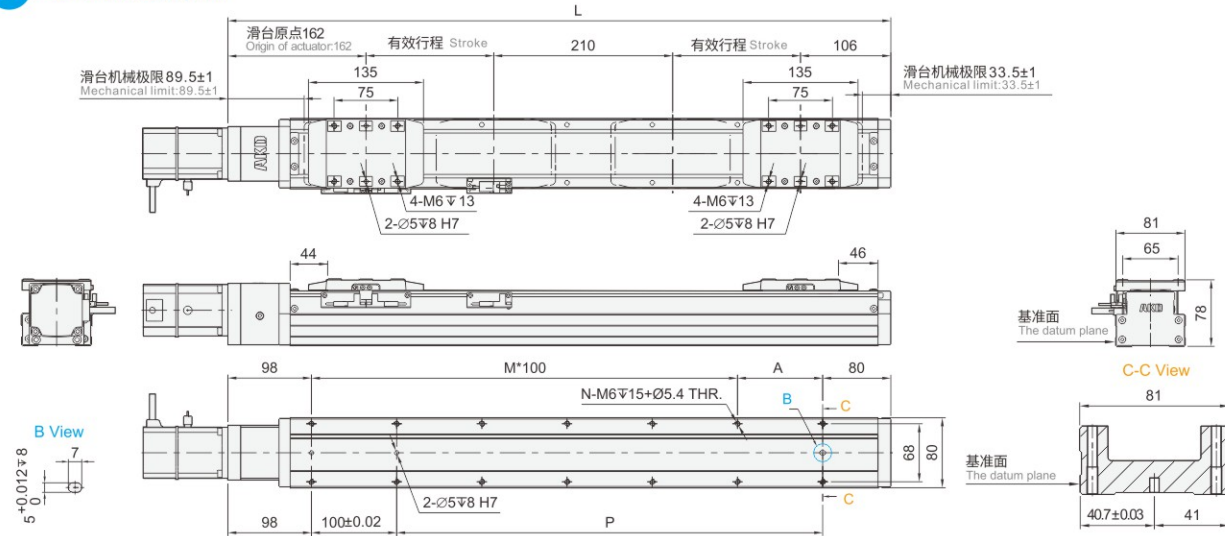 L
滑台原点162
Origin of actuator:162
有效行程 Stroke
210
有效行程 Stroke
106
滑台机械极限89.5±1
Mechanical limit:89.5±1
135
135
滑台机械极限33.5±1
Mechanical limit:33.5±1
75
75
AKD
4-M6↧13
2-∅5↧8 H7
4-M6↧13
2-∅5↧8 H7
44
46
81
65
AKD
78
基准面
The datum plane
C-C View
98
M*100
A
80
N-M6↧15+Ø5.4 THR.
B
C
81
B View
7
5 +0.012 0 ↧8
68
80
基准面
The datum plane
2-∅5↧8 H7
C
98
100±0.02
P
40.7±0.03
41